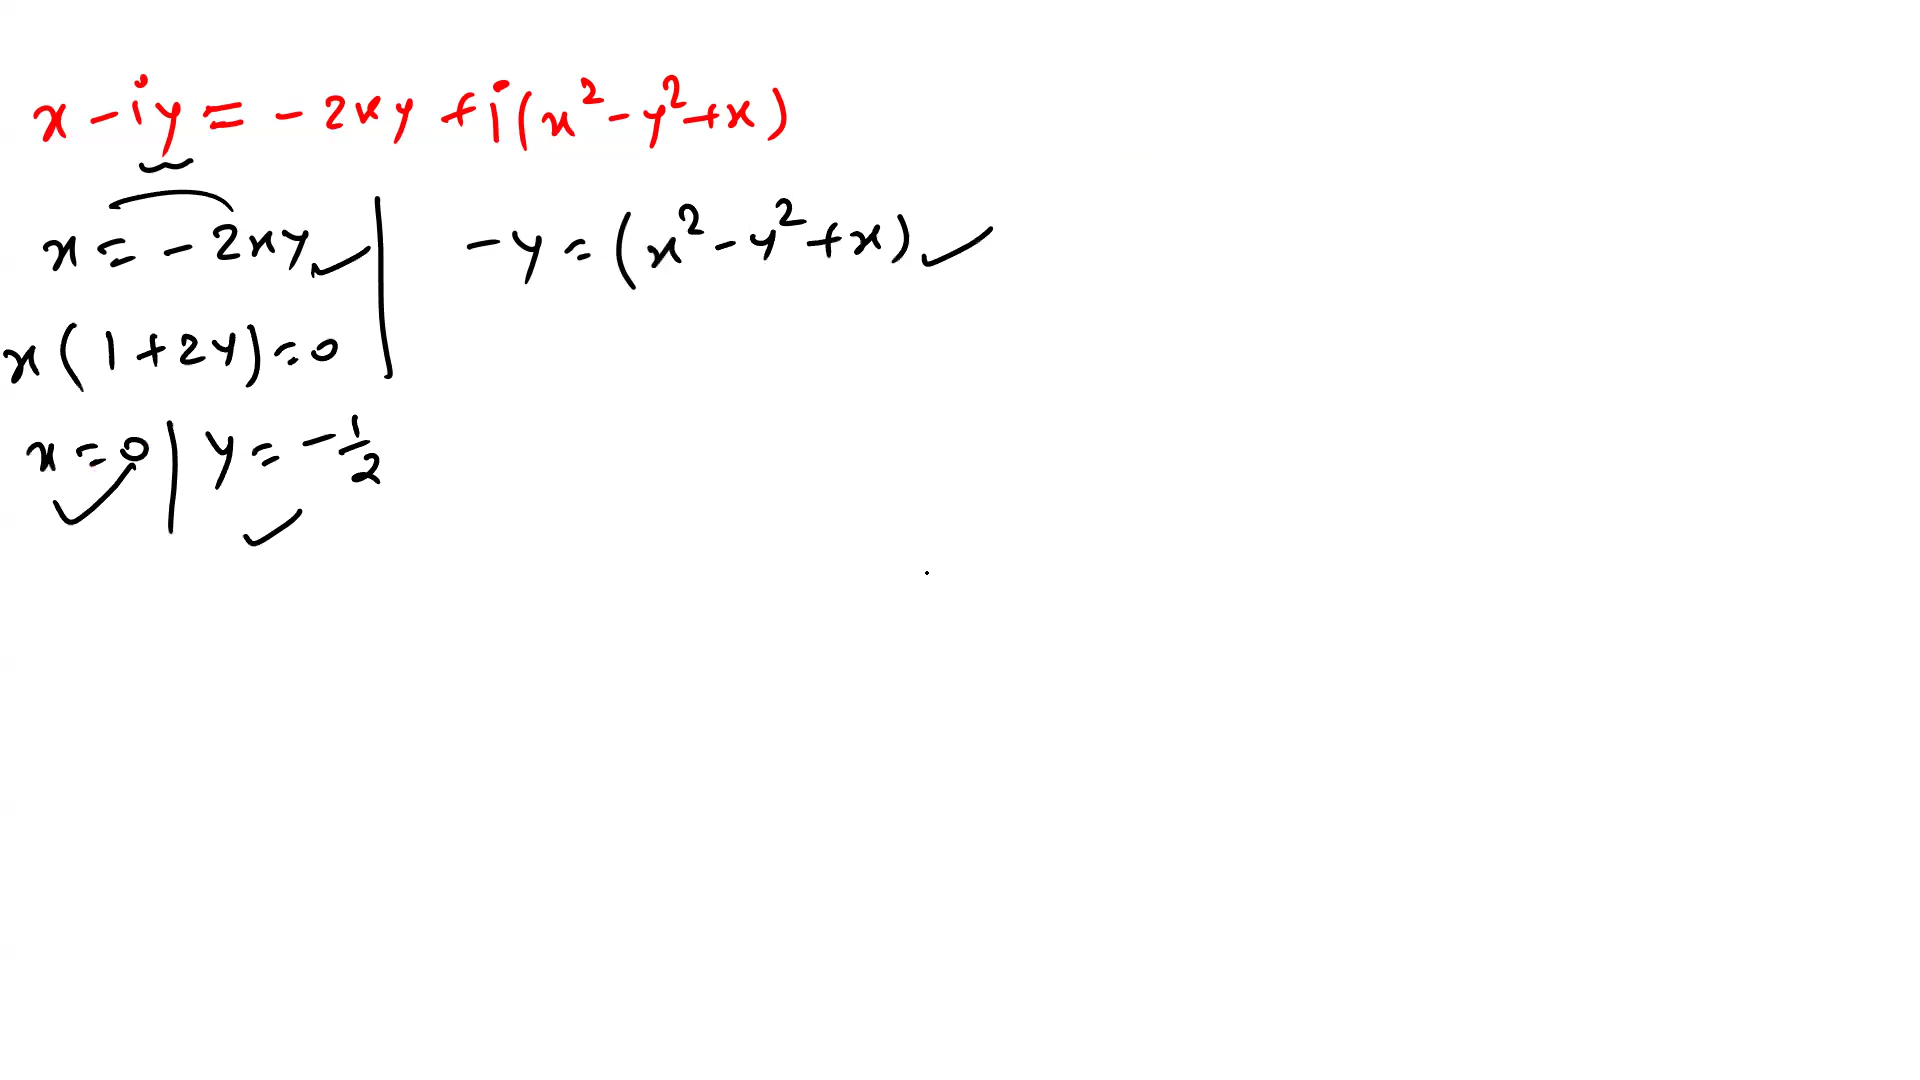 x - iy = - 2xy + i(x² - y² + x)
x = - 2xy ✓ | - y = (x² - y² + x) ✓
x(1 + 2y) = 0
x = 0 | y = - 1/2
✓ ✓